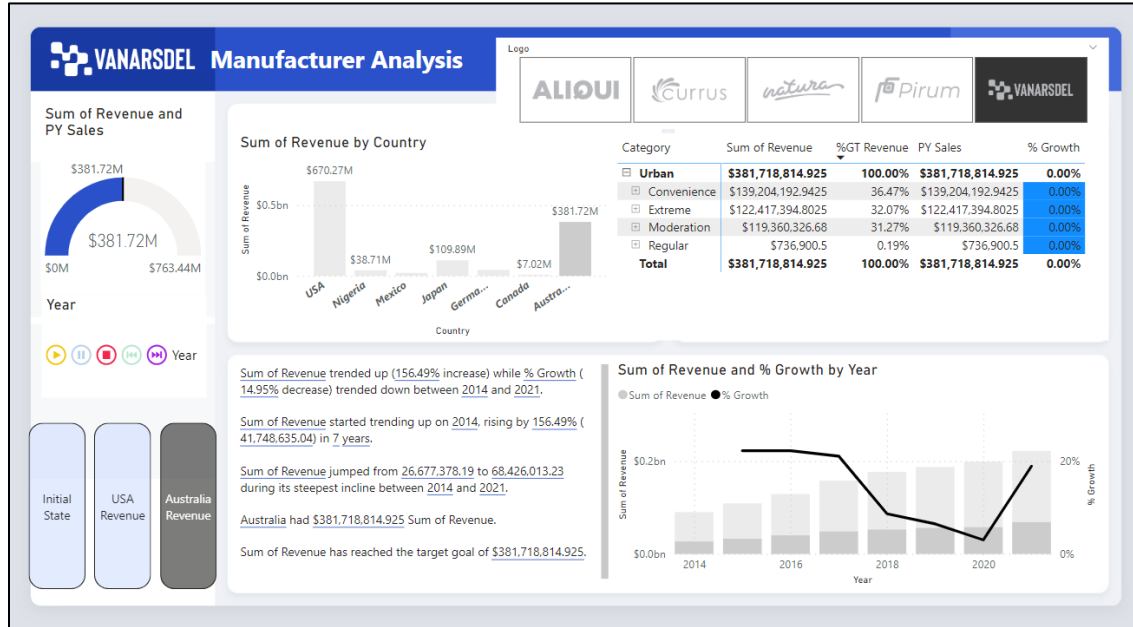 VANARSDEL Manufacturer Analysis
Logo
ALIQUI
currus
natura
Pirum
VANARSDEL
Sum of Revenue and
PY Sales
$381.72M
$381.72M
$0M
$763.44M
Year
Year
Initial
State
USA
Revenue
Australia
Revenue
Sum of Revenue by Country
Sum of Revenue
$0.5bn
$0.0bn
$670.27M
$38.71M
$109.89M
$7.02M
$381.72M
USA
Nigeria
Mexico
Japan
Germa...
Canada
Austra...
Country
Category Sum of Revenue %GT Revenue PY Sales % Growth
Urban $381,718,814.925 100.00% $381,718,814.925 0.00%
Convenience $139,204,192.9425 36.47% $139,204,192.9425 0.00%
Extreme $122,417,394.8025 32.07% $122,417,394.8025 0.00%
Moderation $119,360,326.68 31.27% $119,360,326.68 0.00%
Regular $736,900.5 0.19% $736,900.5 0.00%
Total $381,718,814.925 100.00% $381,718,814.925 0.00%
Sum of Revenue trended up (156.49% increase) while % Growth (
14.95% decrease) trended down between 2014 and 2021.
Sum of Revenue started trending up on 2014, rising by 156.49% (
41,748,635.04) in 7 years.
Sum of Revenue jumped from 26,677,378.19 to 68,426,013.23
during its steepest incline between 2014 and 2021.
Australia had $381,718,814.925 Sum of Revenue.
Sum of Revenue has reached the target goal of $381,718,814.925.
Sum of Revenue and % Growth by Year
Sum of Revenue % Growth
Sum of Revenue
$0.2bn
$0.0bn
20%
0%
% Growth
2014
2016
2018
2020
Year